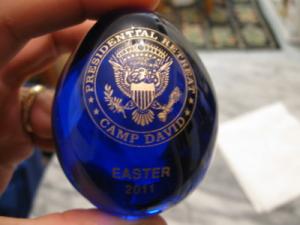 PRESIDENTIAL RETREAT
CAMP DAVID
EASTER
2011